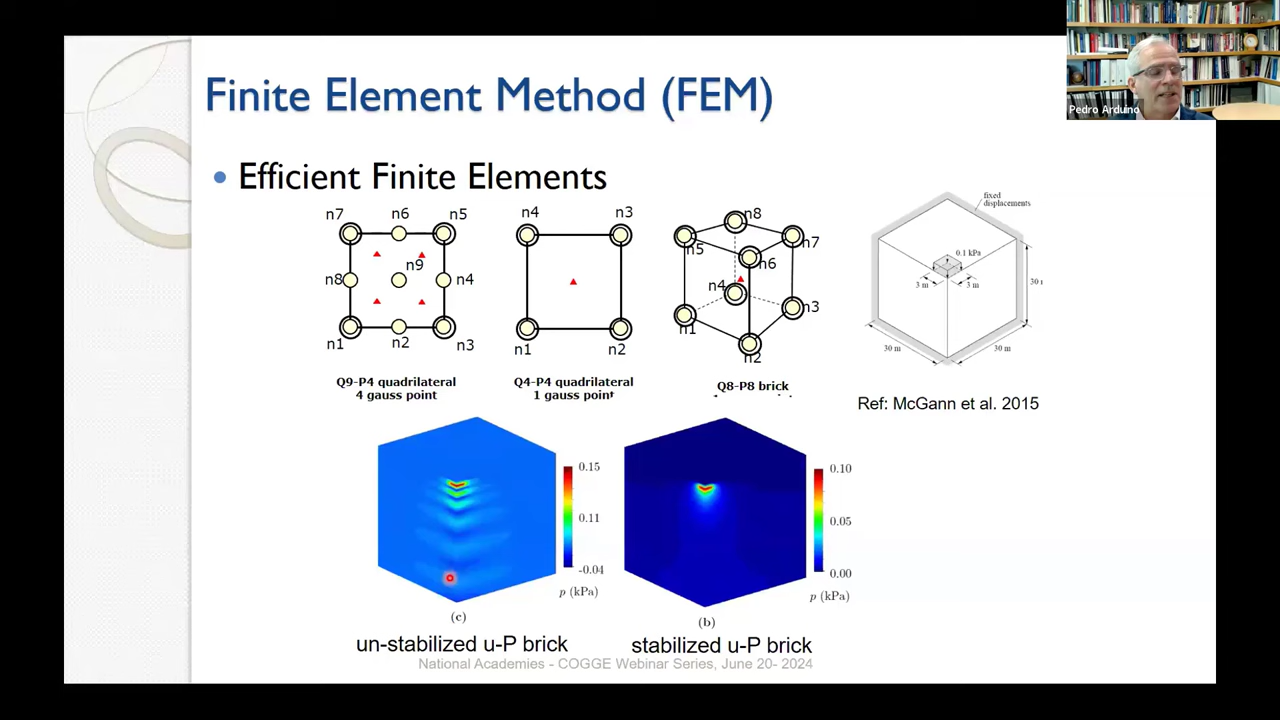 Pedro Arduino
Finite Element Method (FEM)
Efficient Finite Elements
n7 n6 n5
n8 n9 n4
n1 n2 n3
Q9-P4 quadrilateral
4 gauss point
n4 n3
n1 n2
Q4-P4 quadrilateral
1 gauss point
n8
n5 n7
n6
n4
n3
n1
n2
Q8-P8 brick
fixed
displacements
0.1 kPa
3 m 3 m
30
30 m 30 m
Ref: McGann et al. 2015
0.15
0.11
-0.04
p (kPa)
(c)
un-stabilized u-P brick
0.10
0.05
0.00
p (kPa)
(b)
stabilized u-P brick
National Academies - COGGE Webinar Series, June 20- 2024